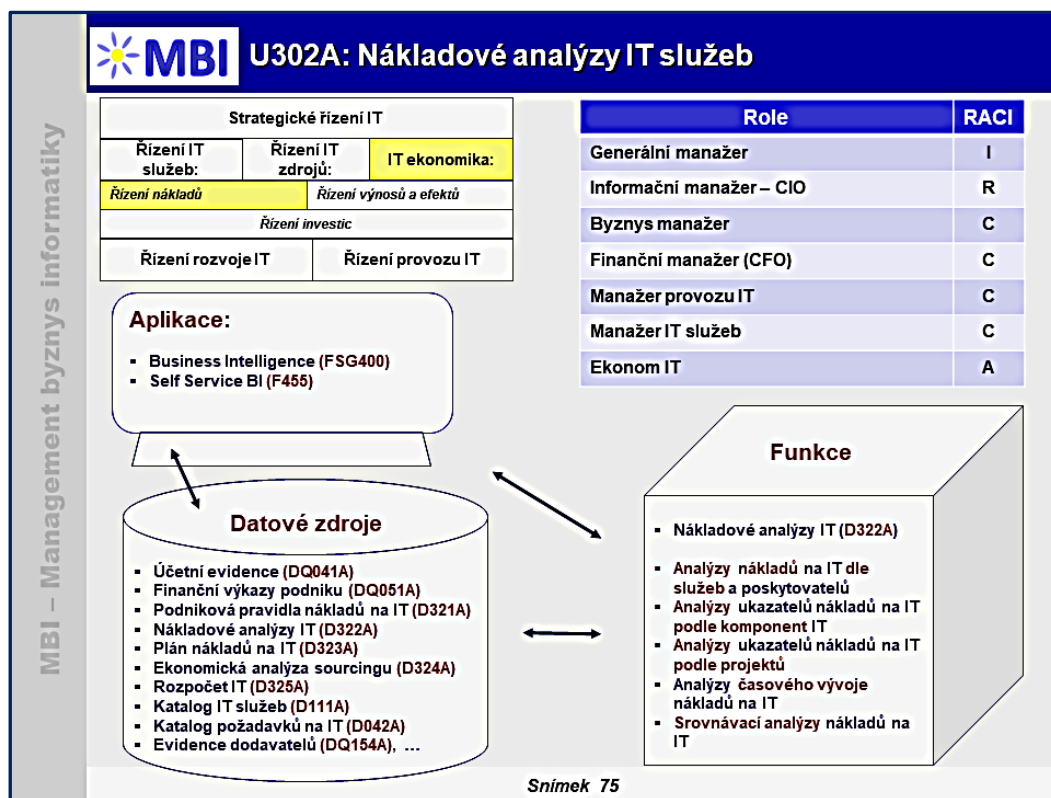 MBI
U302A: Nákladové analýzy IT služeb
MBI – Management byznys informatiky
Strategické řízení IT
Řízení IT
služeb:
Řízení IT
zdrojů:
IT ekonomika:
Řízení nákladů
Řízení výnosů a efektů
Řízení investic
Řízení rozvoje IT
Řízení provozu IT
Role RACI
Generální manažer I
Informační manažer – CIO R
Byznys manažer C
Finanční manažer (CFO) C
Manažer provozu IT C
Manažer IT služeb C
Ekonom IT A
Aplikace:
▪ Business Intelligence (FSG400)
▪ Self Service BI (F455)
Datové zdroje
▪ Účetní evidence (DQ041A)
▪ Finanční výkazy podniku (DQ051A)
▪ Podniková pravidla nákladů na IT (D321A)
▪ Nákladové analýzy IT (D322A)
▪ Plán nákladů na IT (D323A)
▪ Ekonomická analýza sourcingu (D324A)
▪ Rozpočet IT (D325A)
▪ Katalog IT služeb (D111A)
▪ Katalog požadavků na IT (D042A)
▪ Evidence dodavatelů (DQ154A), …
Funkce
▪ Nákladové analýzy IT (D322A)
▪ Analýzy nákladů na IT dle
služeb a poskytovatelů
▪ Analýzy ukazatelů nákladů na IT
podle komponent IT
▪ Analýzy ukazatelů nákladů na IT
podle projektů
▪ Analýzy časového vývoje
nákladů na IT
▪ Srovnávací analýzy nákladů na
IT
Snímek 75